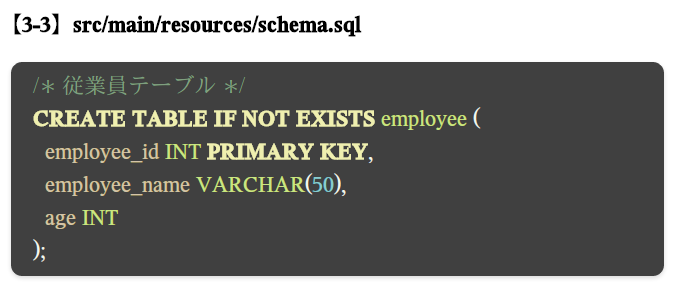 【3-3】src/main/resources/schema.sql
/* 従業員テーブル */
CREATE TABLE IF NOT EXISTS employee (
employee_id INT PRIMARY KEY,
employee_name VARCHAR(50),
age INT
);